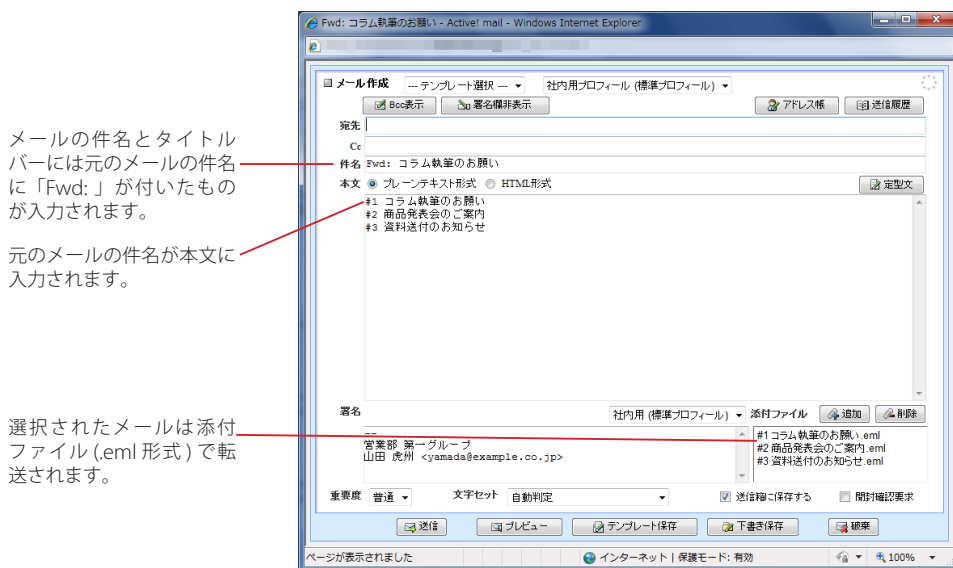 Fwd: コラム執筆のお願い - Active! mail - Windows Internet Explorer
メール作成 --- テンプレート選択 --- 社内用プロフィール (標準プロフィール)
Bcc表示 署名欄非表示 アドレス帳 送信履歴
宛先
Cc
件名 Fwd: コラム執筆のお願い
本文 プレーンテキスト形式 HTML形式 定型文
#1 コラム執筆のお願い
#2 商品発表会のご案内
#3 資料送付のお知らせ
メールの件名とタイトル
バーには元のメールの件名
に「Fwd: 」が付いたもの
が入力されます。
元のメールの件名が本文に
入力されます。
署名 社内用 (標準プロフィール) 添付ファイル 追加 削除
--
営業部 第一グループ
山田 虎州 <yamada@example.co.jp>
#1 コラム執筆のお願い.eml
#2 商品発表会のご案内.eml
#3 資料送付のお知らせ.eml
選択されたメールは添付
ファイル (.eml 形式 ) で転
送されます。
重要度 普通 文字セット 自動判定 送信箱に保存する 開封確認要求
送信 プレビュー テンプレート保存 下書き保存 破棄
ページが表示されました インターネット | 保護モード: 有効 100%